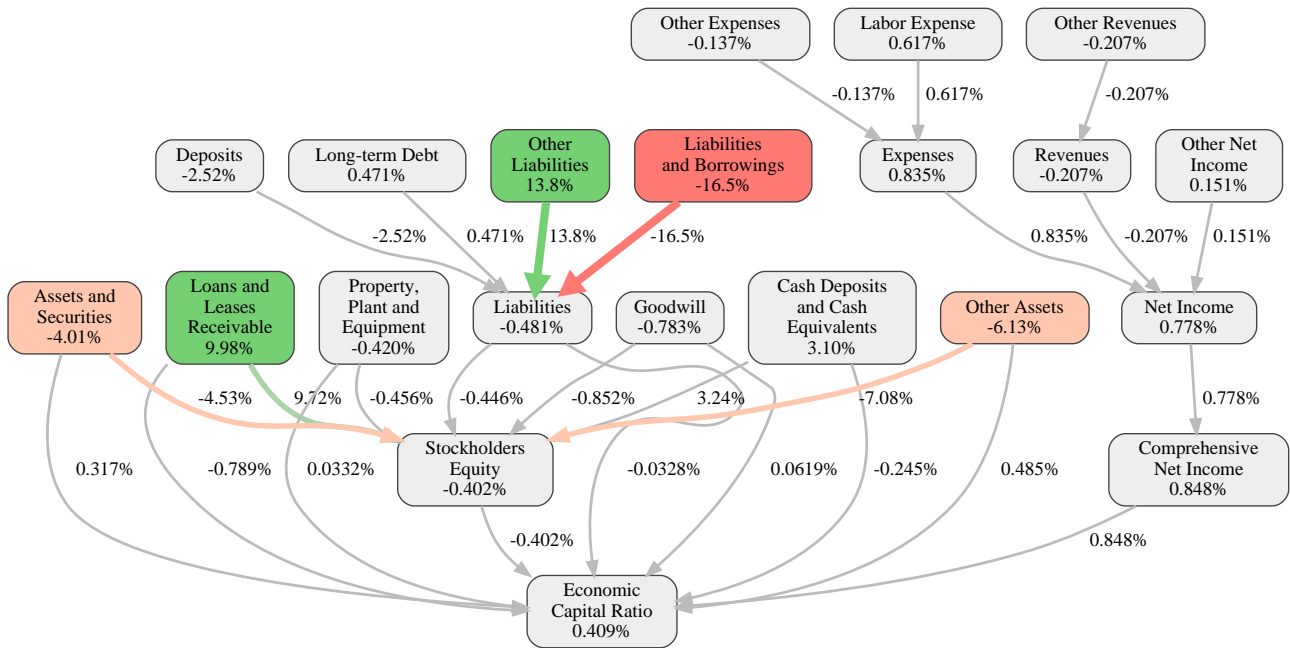 Other Expenses
-0.137%
Labor Expense
0.617%
Other Revenues
-0.207%
-0.137%
0.617%
-0.207%
Deposits
-2.52%
Long-term Debt
0.471%
Other
Liabilities
13.8%
Liabilities
and Borrowings
-16.5%
Expenses
0.835%
Revenues
-0.207%
Other Net
Income
0.151%
-2.52%
0.471%
13.8%
-16.5%
0.835%
-0.207%
0.151%
Assets and
Securities
-4.01%
Loans and
Leases
Receivable
9.98%
Property,
Plant and
Equipment
-0.420%
Liabilities
-0.481%
Goodwill
-0.783%
Cash Deposits
and Cash
Equivalents
3.10%
Other Assets
-6.13%
Net Income
0.778%
-4.53%
9.72%
-0.456%
-0.446%
-0.852%
3.24%
-7.08%
0.778%
0.317%
-0.789%
0.0332%
Stockholders
Equity
-0.402%
-0.0328%
0.0619%
-0.245%
0.485%
Comprehensive
Net Income
0.848%
-0.402%
0.848%
Economic
Capital Ratio
0.409%